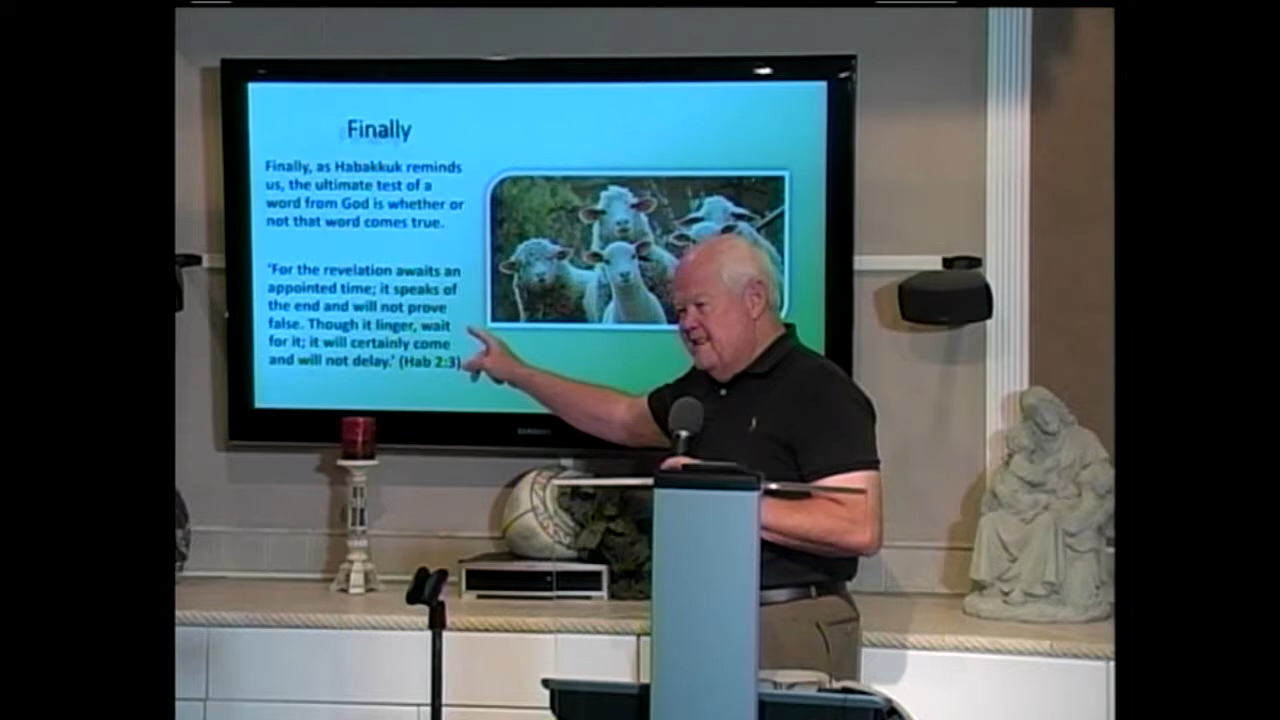 Finally
Finally, as Habakkuk reminds
us, the ultimate test of a
word from God is whether or
not that word comes true.
'For the revelation awaits an
appointed time; it speaks of
the end and will not prove
false. Though it linger, wait
for it; it will certainly come
and will not delay.' (Hab 2:3)
SAMSUNG